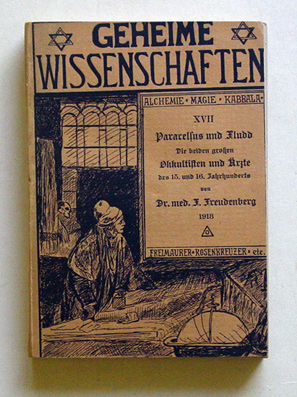 GEHEIME
WISSENSCHAFTEN
ALCHEMIE · MAGIE · KABBALA ·
XVII
Paracelsus und Fludd
Die beiden großen
Okkultisten und Ärzte
des 15. und 16. Jahrhunderts
von
Dr. med. F. Freudenberg
1918
FREIMAURER · ROSENKREUZER · etc.